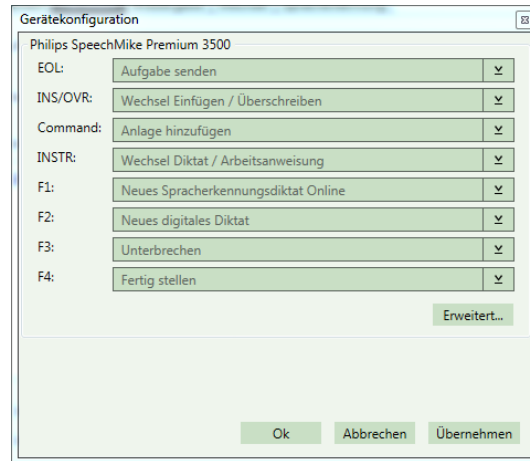 Gerätekonfiguration
Philips SpeechMike Premium 3500
EOL: Aufgabe senden
INS/OVR: Wechsel Einfügen / Überschreiben
Command: Anlage hinzufügen
INSTR: Wechsel Diktat / Arbeitsanweisung
F1: Neues Spracherkennungsdiktat Online
F2: Neues digitales Diktat
F3: Unterbrechen
F4: Fertig stellen
Erweitert...
Ok Abbrechen Übernehmen